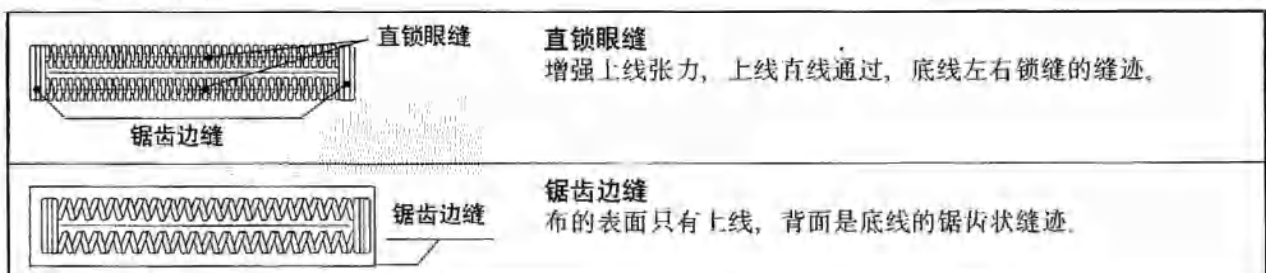 直锁眼缝
锯齿边缝
直锁眼缝
增强上线张力，上线直线通过，底线左右锁缝的缝迹。
锯齿边缝
锯齿边缝
布的表面只有上线，背面是底线的锯齿状缝迹。